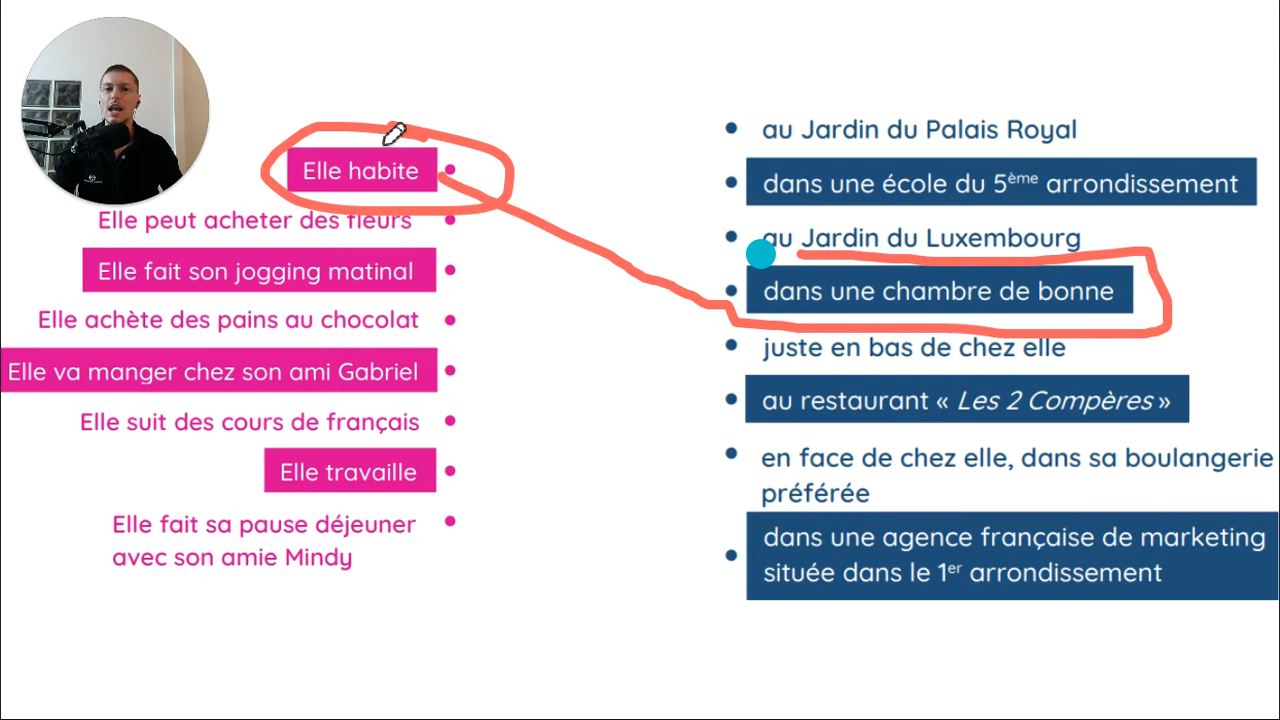 Elle habite
Elle peut acheter des fleurs
Elle fait son jogging matinal
Elle achète des pains au chocolat
Elle va manger chez son ami Gabriel
Elle suit des cours de français
Elle travaille
Elle fait sa pause déjeuner
avec son amie Mindy
au Jardin du Palais Royal
dans une école du 5ème arrondissement
au Jardin du Luxembourg
dans une chambre de bonne
juste en bas de chez elle
au restaurant « Les 2 Compères »
en face de chez elle, dans sa boulangerie
préférée
dans une agence française de marketing
située dans le 1er arrondissement